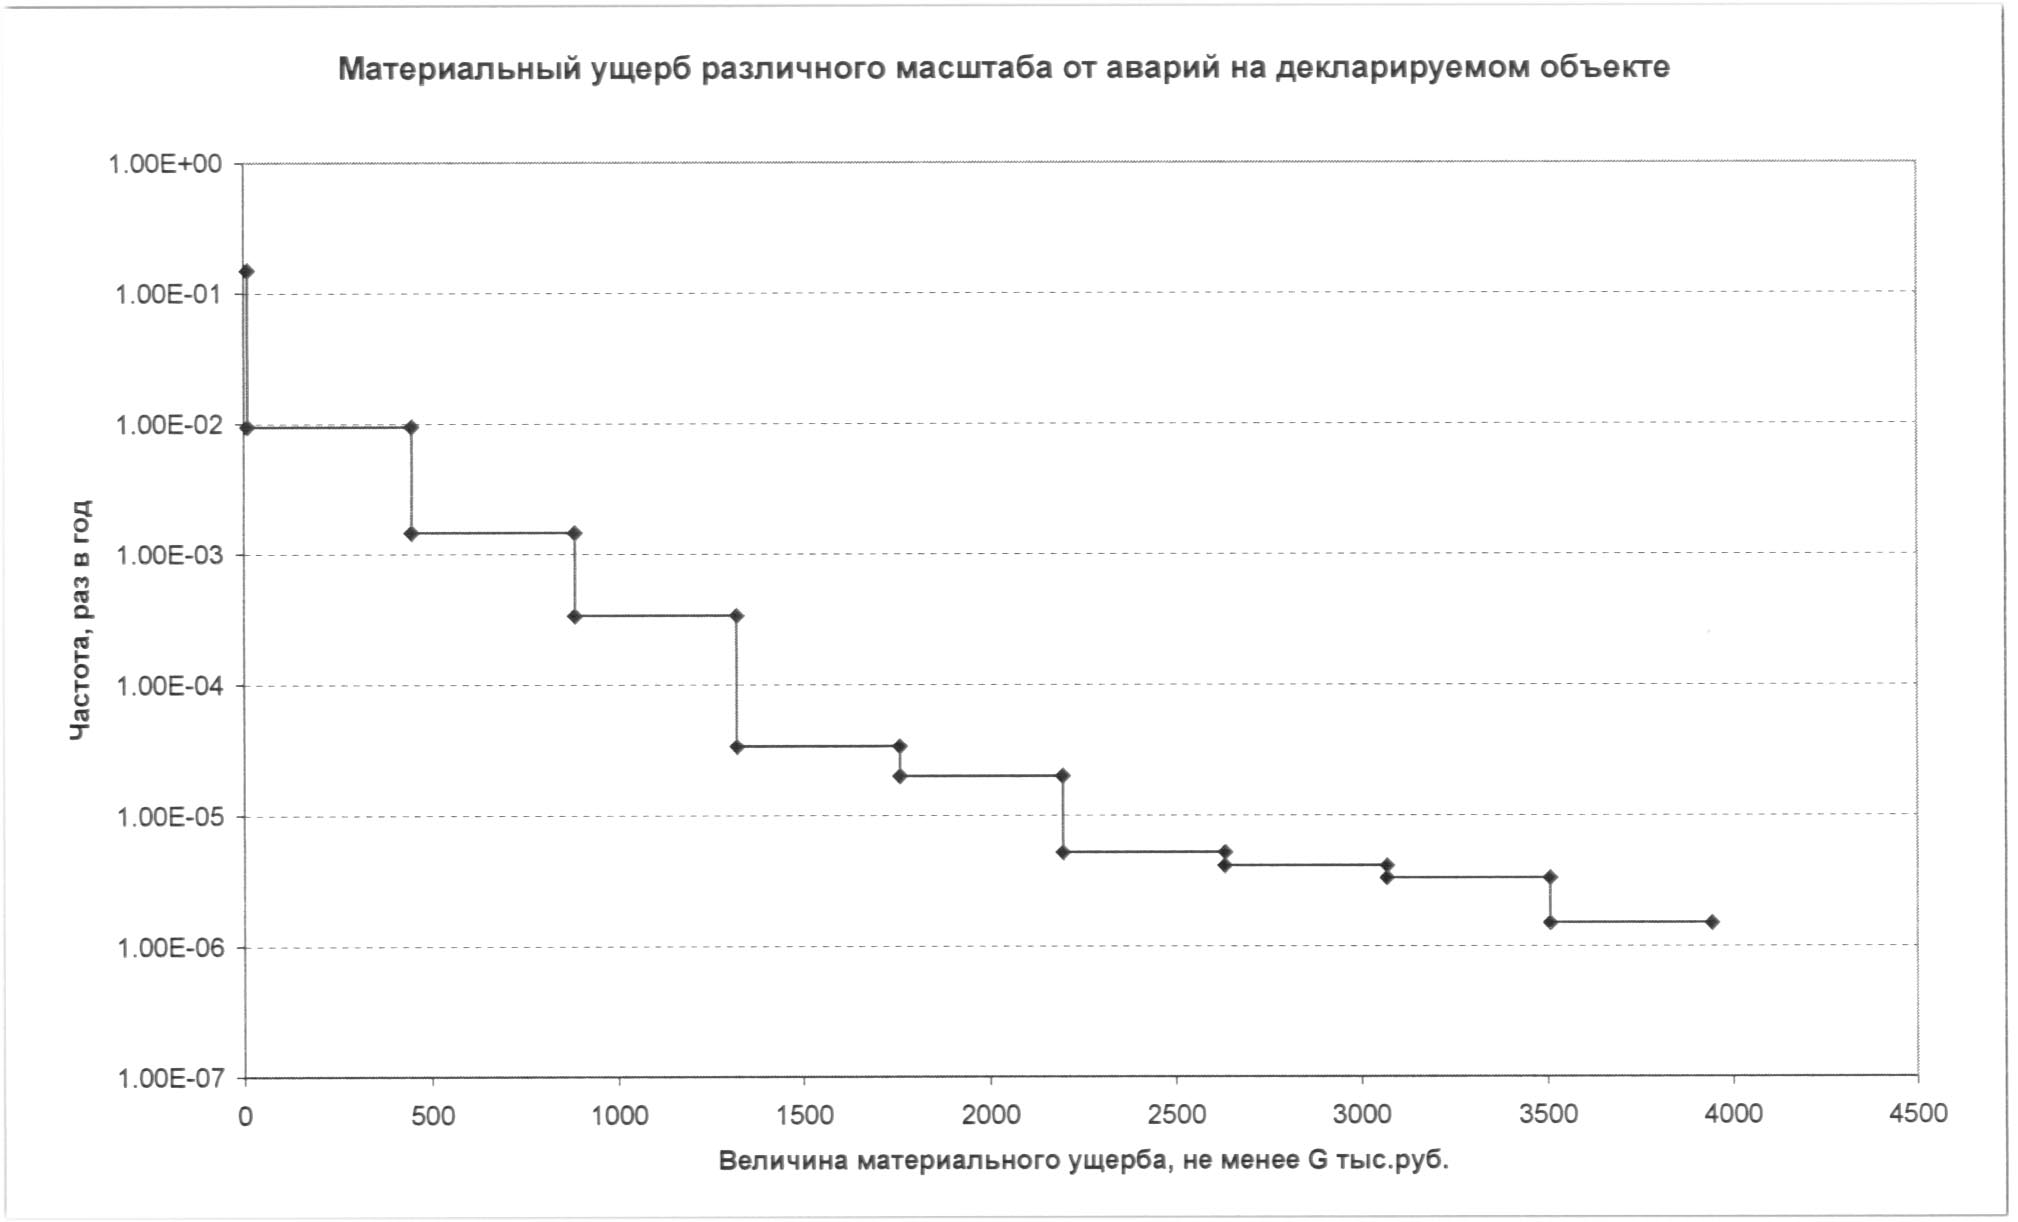 Материальный ущерб различного масштаба от аварий на декларируемом объекте
1.00E+00
1.00E-01
1.00E-02
1.00E-03
1.00E-04
1.00E-05
1.00E-06
1.00E-07
Частота, раз в год
0 500 1000 1500 2000 2500 3000 3500 4000 4500
Величина материального ущерба, не менее G тыс.руб.